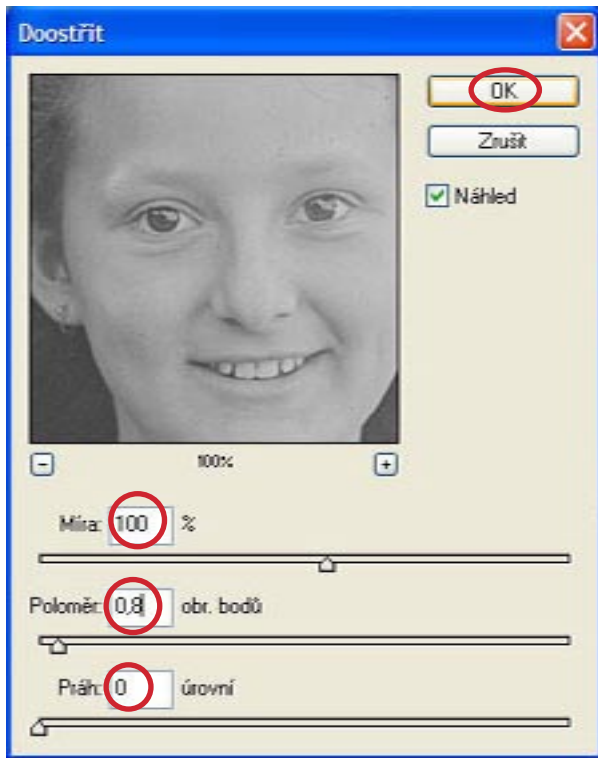 Doostřit
OK
Zrušit
Náhled
100%
Míra: 100 %
Poloměr: 0,8 obr. bodů
Práh: 0 úrovní